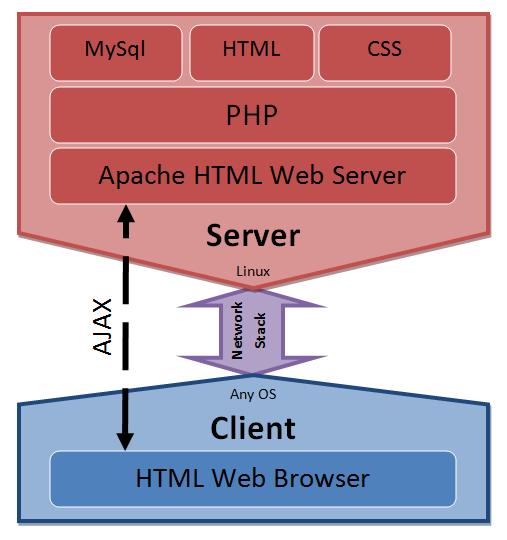 MySql
HTML
CSS
PHP
Apache HTML Web Server
Server
Linux
AJAX
Network
Stack
Any OS
Client
HTML Web Browser